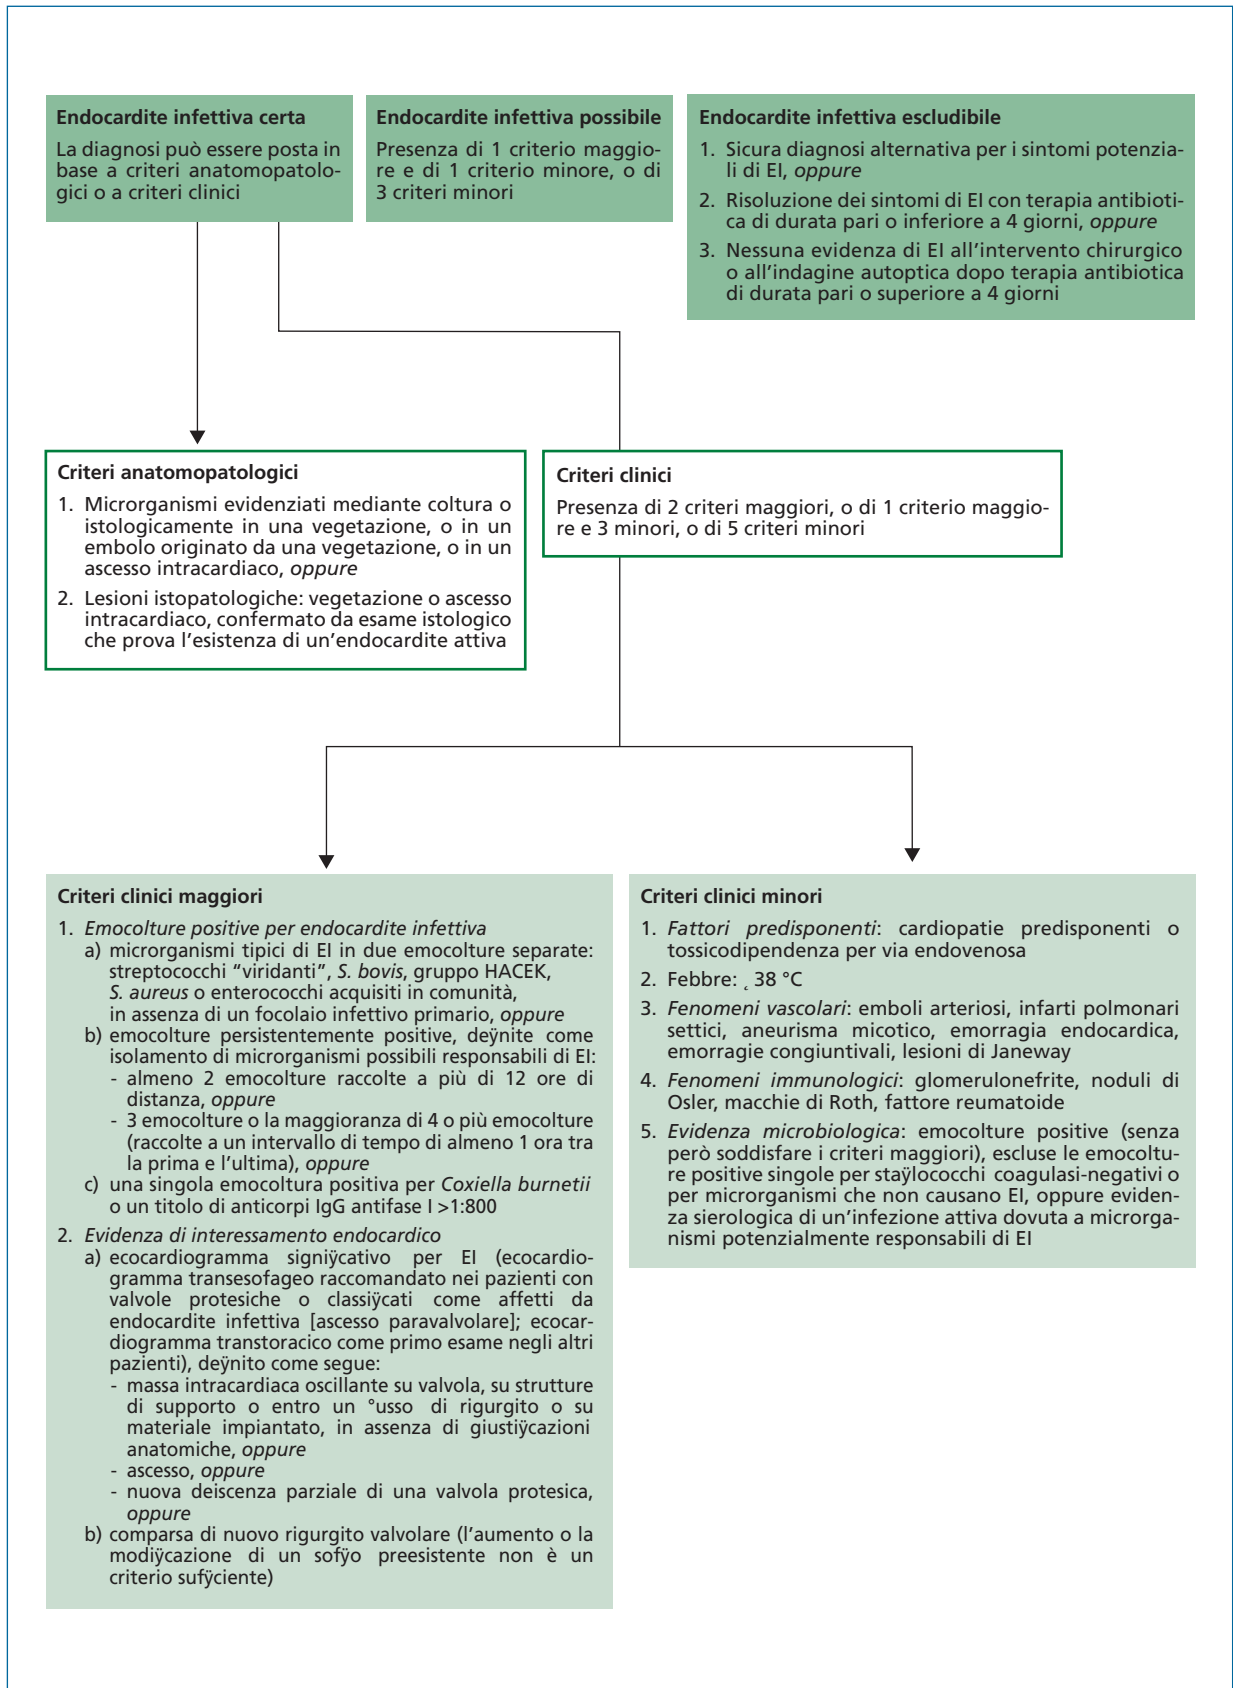 Endocardite infettiva certa
La diagnosi può essere posta in
base a criteri anatomopatolo-
gici o a criteri clinici
Endocardite infettiva possibile
Presenza di 1 criterio maggio-
re e di 1 criterio minore, o di
3 criteri minori
Endocardite infettiva escludibile
1. Sicura diagnosi alternativa per i sintomi potenzia-
li di EI, oppure
2. Risoluzione dei sintomi di EI con terapia antibioti-
ca di durata pari o inferiore a 4 giorni, oppure
3. Nessuna evidenza di EI all'intervento chirurgico
o all'indagine autoptica dopo terapia antibiotica
di durata pari o superiore a 4 giorni
Criteri anatomopatologici
1. Microrganismi evidenziati mediante coltura o
istologicamente in una vegetazione, o in un
embolo originato da una vegetazione, o in un
ascesso intracardiaco, oppure
2. Lesioni istopatologiche: vegetazione o ascesso
intracardiaco, confermato da esame istologico
che prova l'esistenza di un'endocardite attiva
Criteri clinici
Presenza di 2 criteri maggiori, o di 1 criterio maggio-
re e 3 minori, o di 5 criteri minori
Criteri clinici maggiori
1. Emocolture positive per endocardite infettiva
a) microrganismi tipici di EI in due emocolture separate:
streptococchi "viridanti", S. bovis, gruppo HACEK,
S. aureus o enterococchi acquisiti in comunità,
in assenza di un focolaio infettivo primario, oppure
b) emocolture persistentemente positive, deÿnite come
isolamento di microrganismi possibili responsabili di EI:
- almeno 2 emocolture raccolte a più di 12 ore di
distanza, oppure
- 3 emocolture o la maggioranza di 4 o più emocolture
(raccolte a un intervallo di tempo di almeno 1 ora tra
la prima e l'ultima), oppure
c) una singola emocoltura positiva per Coxiella burnetii
o un titolo di anticorpi IgG antifase I >1:800
2. Evidenza di interessamento endocardico
a) ecocardiogramma signiÿcativo per EI (ecocardio-
gramma transesofageo raccomandato nei pazienti con
valvole protesiche o classiÿcati come affetti da
endocardite infettiva [ascesso paravalvolare]; ecocar-
diogramma transtoracico come primo esame negli altri
pazienti), deÿnito come segue:
- massa intracardiaca oscillante su valvola, su strutture
di supporto o entro un °usso di rigurgito o su
materiale impiantato, in assenza di giustiÿcazioni
anatomiche, oppure
- ascesso, oppure
- nuova deiscenza parziale di una valvola protesica,
oppure
b) comparsa di nuovo rigurgito valvolare (l'aumento o la
modiÿcazione di un sofÿo preesistente non è un
criterio sufÿciente)
Criteri clinici minori
1. Fattori predisponenti: cardiopatie predisponenti o
tossicodipendenza per via endovenosa
2. Febbre: ˛ 38 °C
3. Fenomeni vascolari: emboli arteriosi, infarti polmonari
settici, aneurisma micotico, emorragia endocardica,
emorragie congiuntivali, lesioni di Janeway
4. Fenomeni immunologici: glomerulonefrite, noduli di
Osler, macchie di Roth, fattore reumatoide
5. Evidenza microbiologica: emocolture positive (senza
però soddisfare i criteri maggiori), escluse le emocoltu-
re positive singole per staÿlococchi coagulasi-negativi o
per microrganismi che non causano EI, oppure eviden-
za sierologica di un'infezione attiva dovuta a microrga-
nismi potenzialmente responsabili di EI